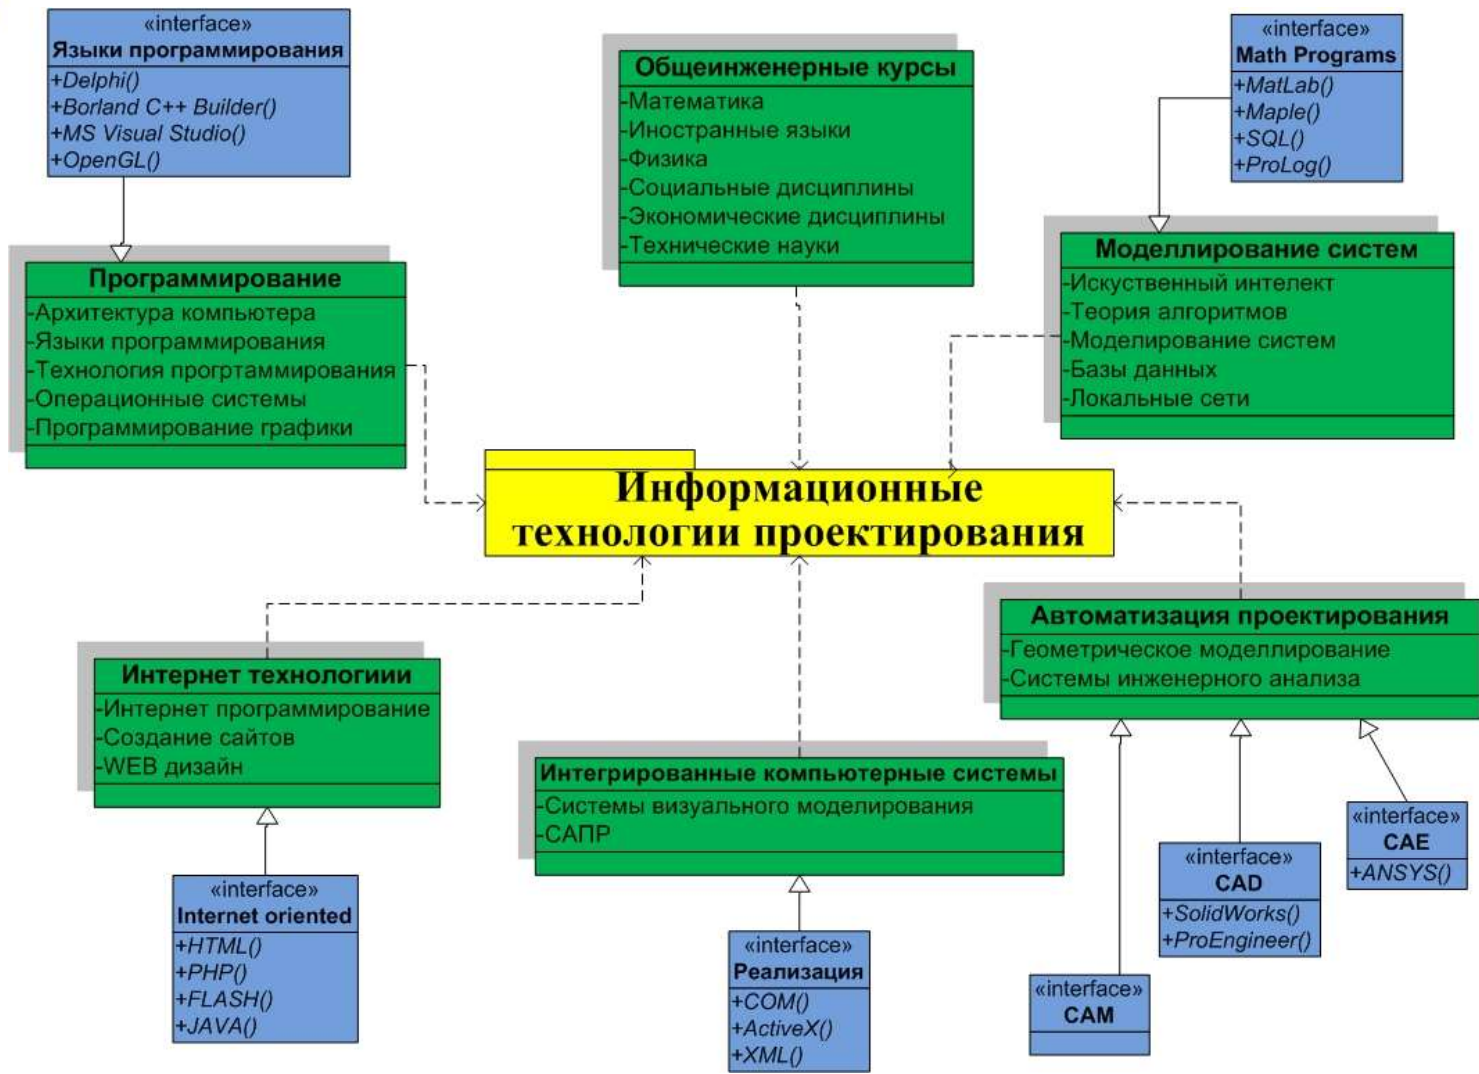 «interface»
Языки программирования
+Delphi()
+Borland C++ Builder()
+MS Visual Studio()
+OpenGL()
Общеинженерные курсы
-Математика
-Иностранные языки
-Физика
-Социальные дисциплины
-Экономические дисциплины
-Технические науки
«interface»
Math Programs
+MatLab()
+Maple()
+SQL()
+ProLog()
Программирование
-Архитектура компьютера
-Языки программирования
-Технология прогртаммирования
-Операционные системы
-Программирование графики
Моделлирование систем
-Искуственный интелект
-Теория алгоритмов
-Моделирование систем
-Базы данных
-Локальные сети
Информационные
технологии проектирования
Интернет технологиии
-Интернет программирование
-Создание сайтов
-WEB дизайн
Интегрированные компьютерные системы
-Системы визуального моделирования
-САПР
Автоматизация проектирования
-Геометрическое моделлирование
-Системы инженерного анализа
«interface»
Internet oriented
+HTML()
+PHP()
+FLASH()
+JAVA()
«interface»
Реализация
+COM()
+ActiveX()
+XML()
«interface»
CAM
«interface»
CAD
+SolidWorks()
+ProEngineer()
«interface»
CAE
+ANSYS()